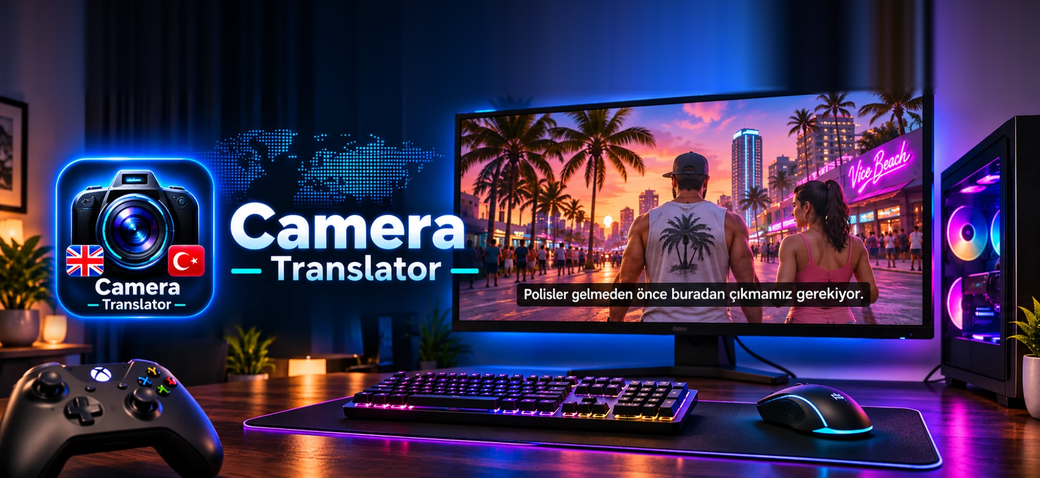 Camera
Translator
Camera
Translator
Vice Beach
Polisler gelmeden önce buradan çıkmamız gerekiyor.